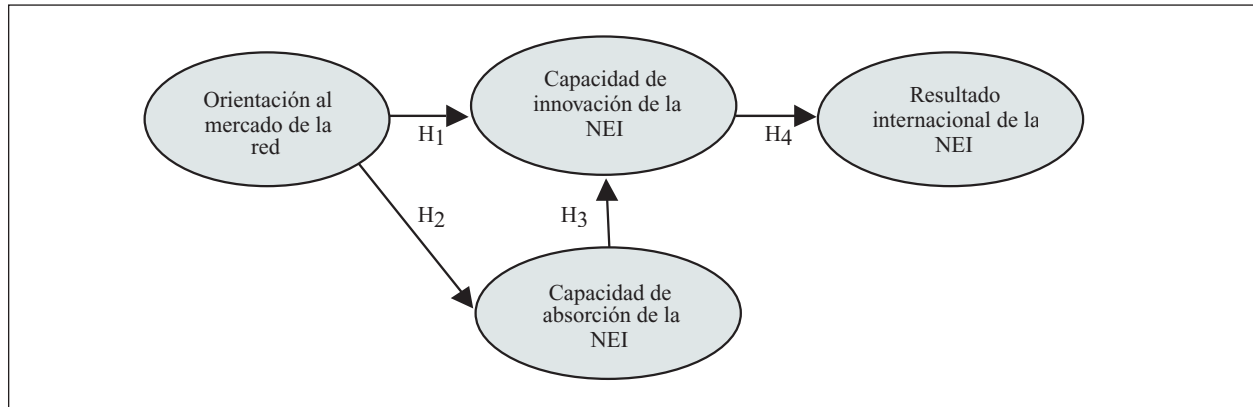 Orientación al
mercado de la
red
H1
Capacidad de
innovación de la
NEI
H4
Resultado
internacional de la
NEI
H2
H3
Capacidad de
absorción de la
NEI